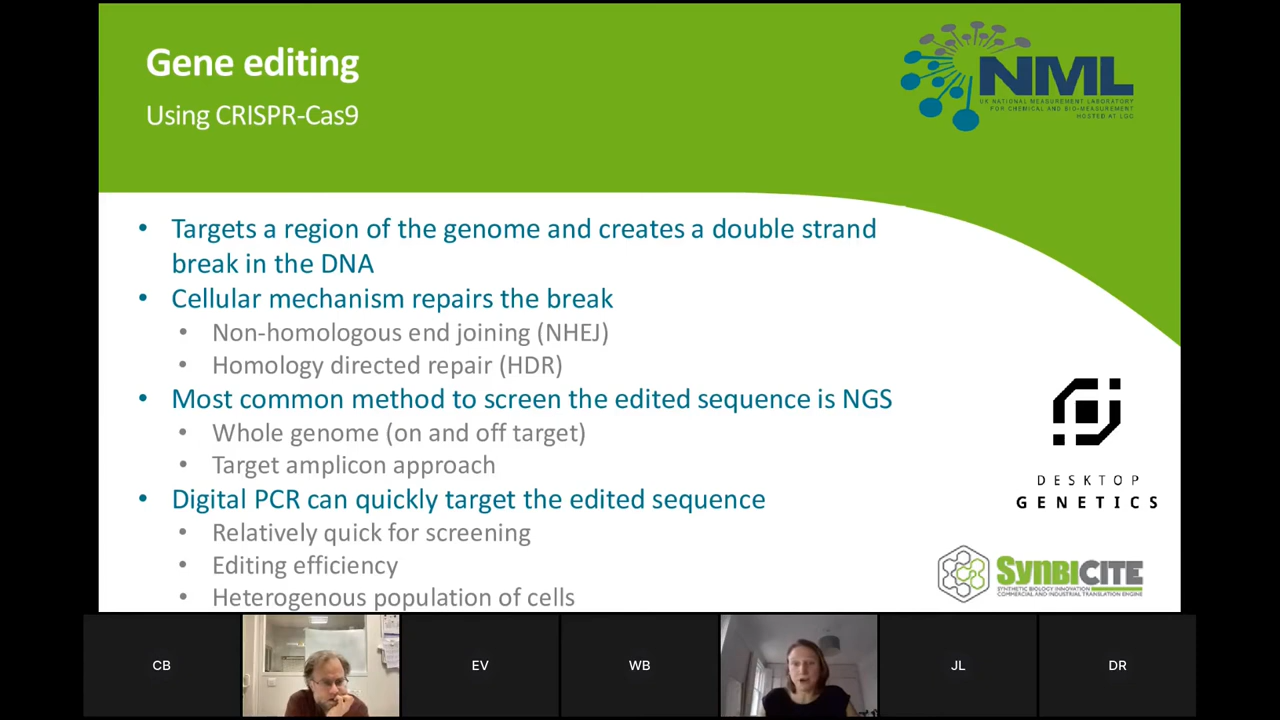 Gene editing
Using CRISPR-Cas9
NML
UK NATIONAL MEASUREMENT LABORATORY
FOR CHEMICAL AND BIO-MEASUREMENT
HOSTED AT LGC
• Targets a region of the genome and creates a double strand
break in the DNA
• Cellular mechanism repairs the break
• Non-homologous end joining (NHEJ)
• Homology directed repair (HDR)
• Most common method to screen the edited sequence is NGS
• Whole genome (on and off target)
• Target amplicon approach
• Digital PCR can quickly target the edited sequence
• Relatively quick for screening
• Editing efficiency
• Heterogenous population of cells
DESKTOP
GENETICS
SYNBICITE
SYNTHETIC BIOLOGY INNOVATION
COMMERCIAL AND INDUSTRIAL TRANSLATION ENGINE
CB
EV
WB
JL
DR